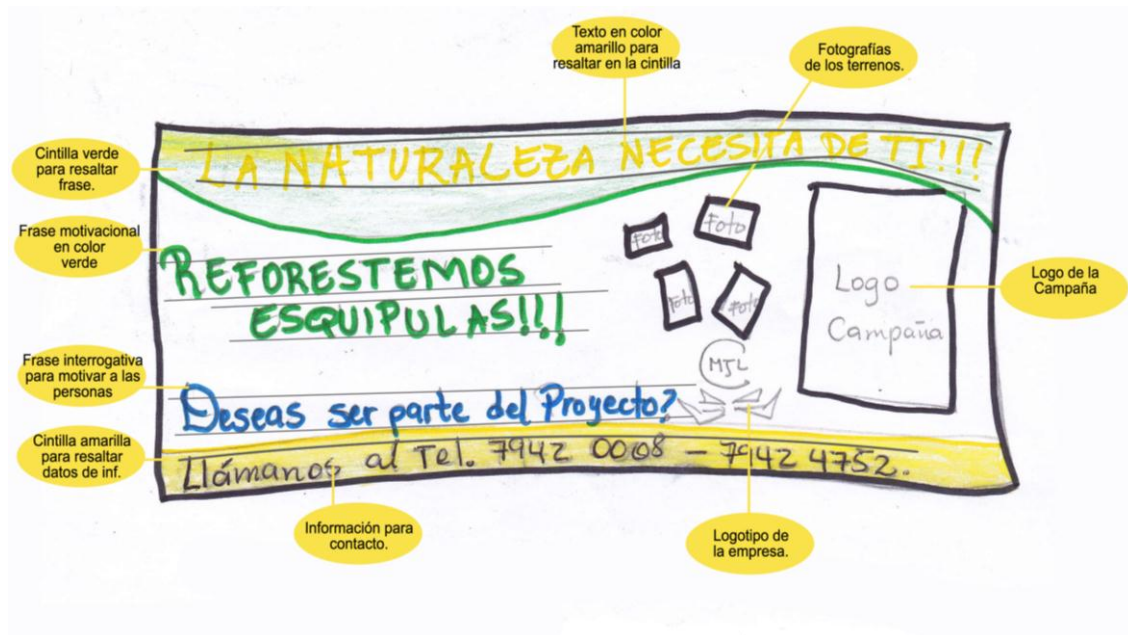 Texto en color
amarillo para
resaltar en la cintilla
Fotografías
de los terrenos.
LA NATURALEZA NECESITA DE TI!!!
Cintilla verde
para resaltar
frase.
Frase motivacional
en color
verde
REFORESTEMOS
ESQUIPULAS!!!
Foto
Foto
Foto
Foto
Logo
Campaña
Logo de la
Campaña
MJL
Frase interrogativa
para motivar a las
personas
Deseas ser parte del Proyecto?
Cintilla amarilla
para resaltar
datos de inf.
Llámanos al Tel. 7942 0008 - 7942 4752.
Información para
contacto.
Logotipo de
la empresa.